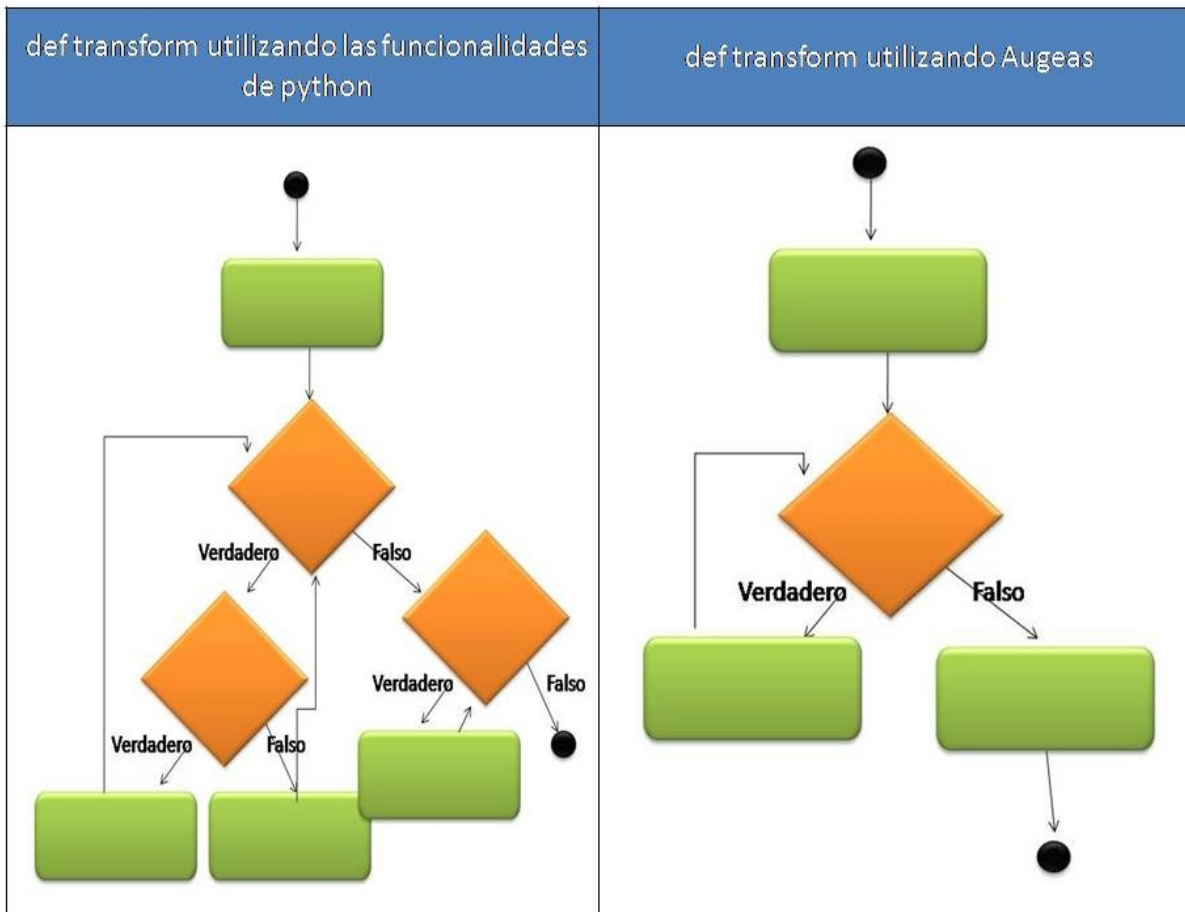 def transform utilizando las funcionalidades
de python
def transform utilizando Augeas
Verdadero
Falso
Verdadero
Falso
Verdadero
Falso
Verdadero
Falso